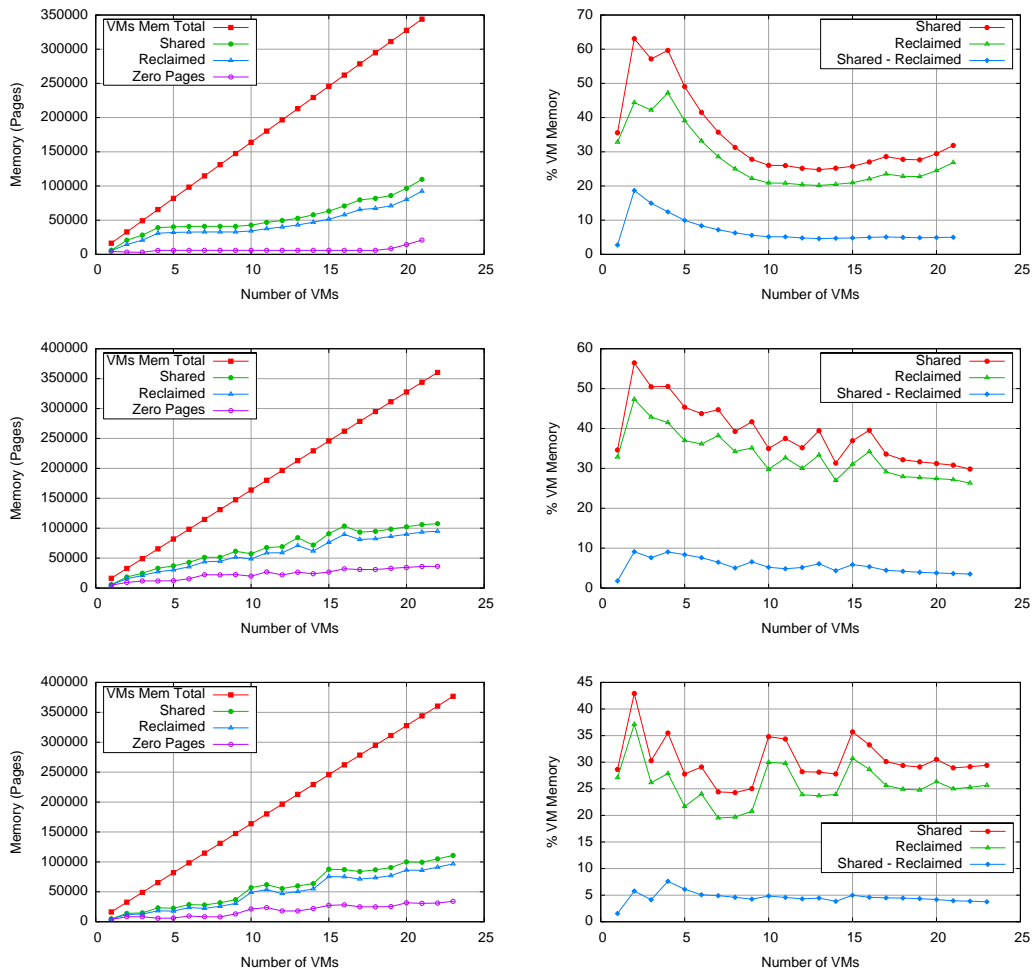 350000
300000
250000
200000
150000
100000
50000
0
0 5 10 15 20 25
Memory (Pages)
Number of VMs
VMs Mem Total
Shared
Reclaimed
Zero Pages
70
60
50
40
30
20
10
0
0 5 10 15 20 25
% VM Memory
Number of VMs
Shared
Reclaimed
Shared - Reclaimed
400000
350000
300000
250000
200000
150000
100000
50000
0
0 5 10 15 20 25
Memory (Pages)
Number of VMs
VMs Mem Total
Shared
Reclaimed
Zero Pages
60
50
40
30
20
10
0
0 5 10 15 20 25
% VM Memory
Number of VMs
Shared
Reclaimed
Shared - Reclaimed
400000
350000
300000
250000
200000
150000
100000
50000
0
0 5 10 15 20 25
Memory (Pages)
Number of VMs
VMs Mem Total
Shared
Reclaimed
Zero Pages
45
40
35
30
25
20
15
10
5
0
0 5 10 15 20 25
% VM Memory
Number of VMs
Shared
Reclaimed
Shared - Reclaimed